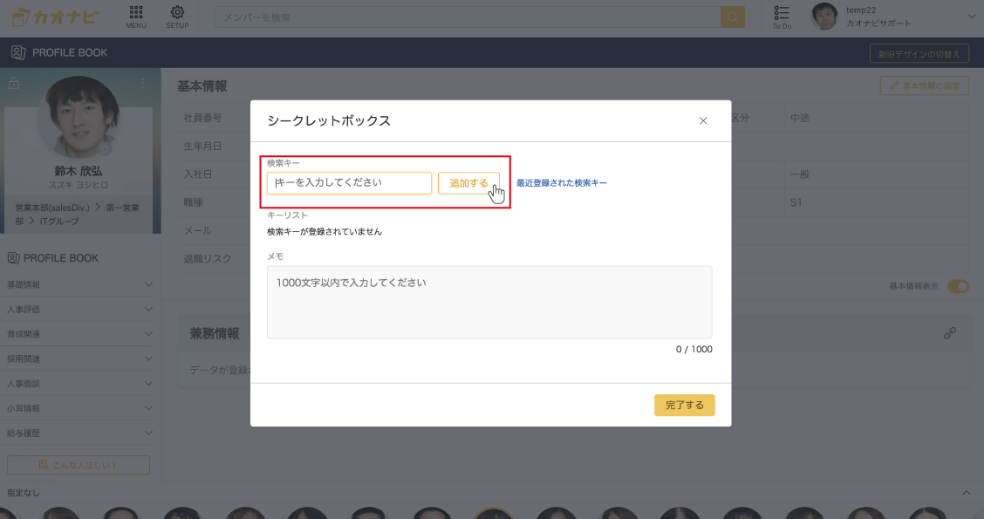 カオナビ
MENU
SETUP
メンバーを検索
To Do
temp22
カオナビサポート
PROFILE BOOK
新旧デザインの切替え
鈴木 欣弘
スズキ ヨシヒロ
営業本部(salesDiv.) > 第一営業
部 > ITグループ
PROFILE BOOK
基礎情報
人事評価
育成関連
採用関連
人事面談
小耳情報
給与履歴
こんな人ほしい！
基本情報
基本情報の編集
社員番号
区分
中途
生年月日
入社日
一般
職種
S1
メール
退職リスク
基本情報表示
兼務情報
データが登録
シークレットボックス
検索キー
キーを入力してください
追加する
最近登録された検索キー
キーリスト
検索キーが登録されていません
メモ
1000文字以内で入力してください
0 / 1000
完了する
指定なし